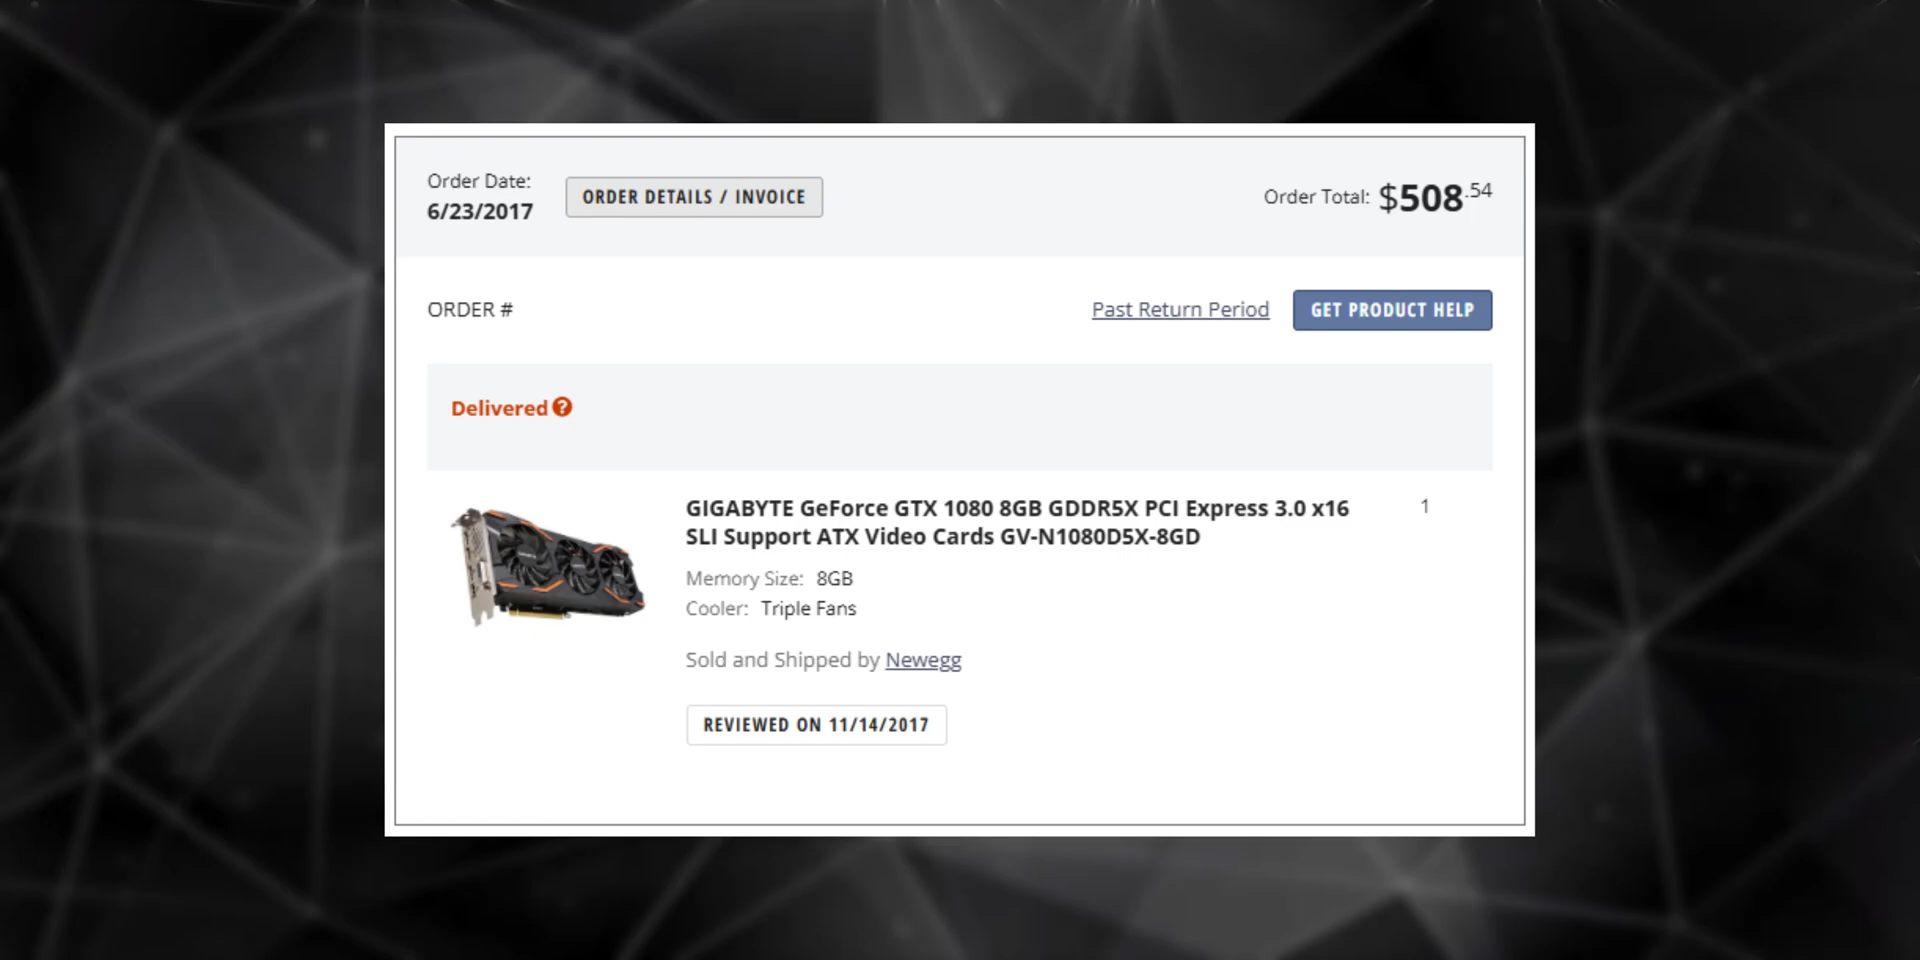 Order Date:
6/23/2017
ORDER DETAILS / INVOICE
Order Total: $508.54
ORDER #
Past Return Period
GET PRODUCT HELP
Delivered
GIGABYTE GeForce GTX 1080 8GB GDDR5X PCI Express 3.0 x16
SLI Support ATX Video Cards GV-N1080D5X-8GD
1
Memory Size: 8GB
Cooler: Triple Fans
Sold and Shipped by Newegg
REVIEWED ON 11/14/2017